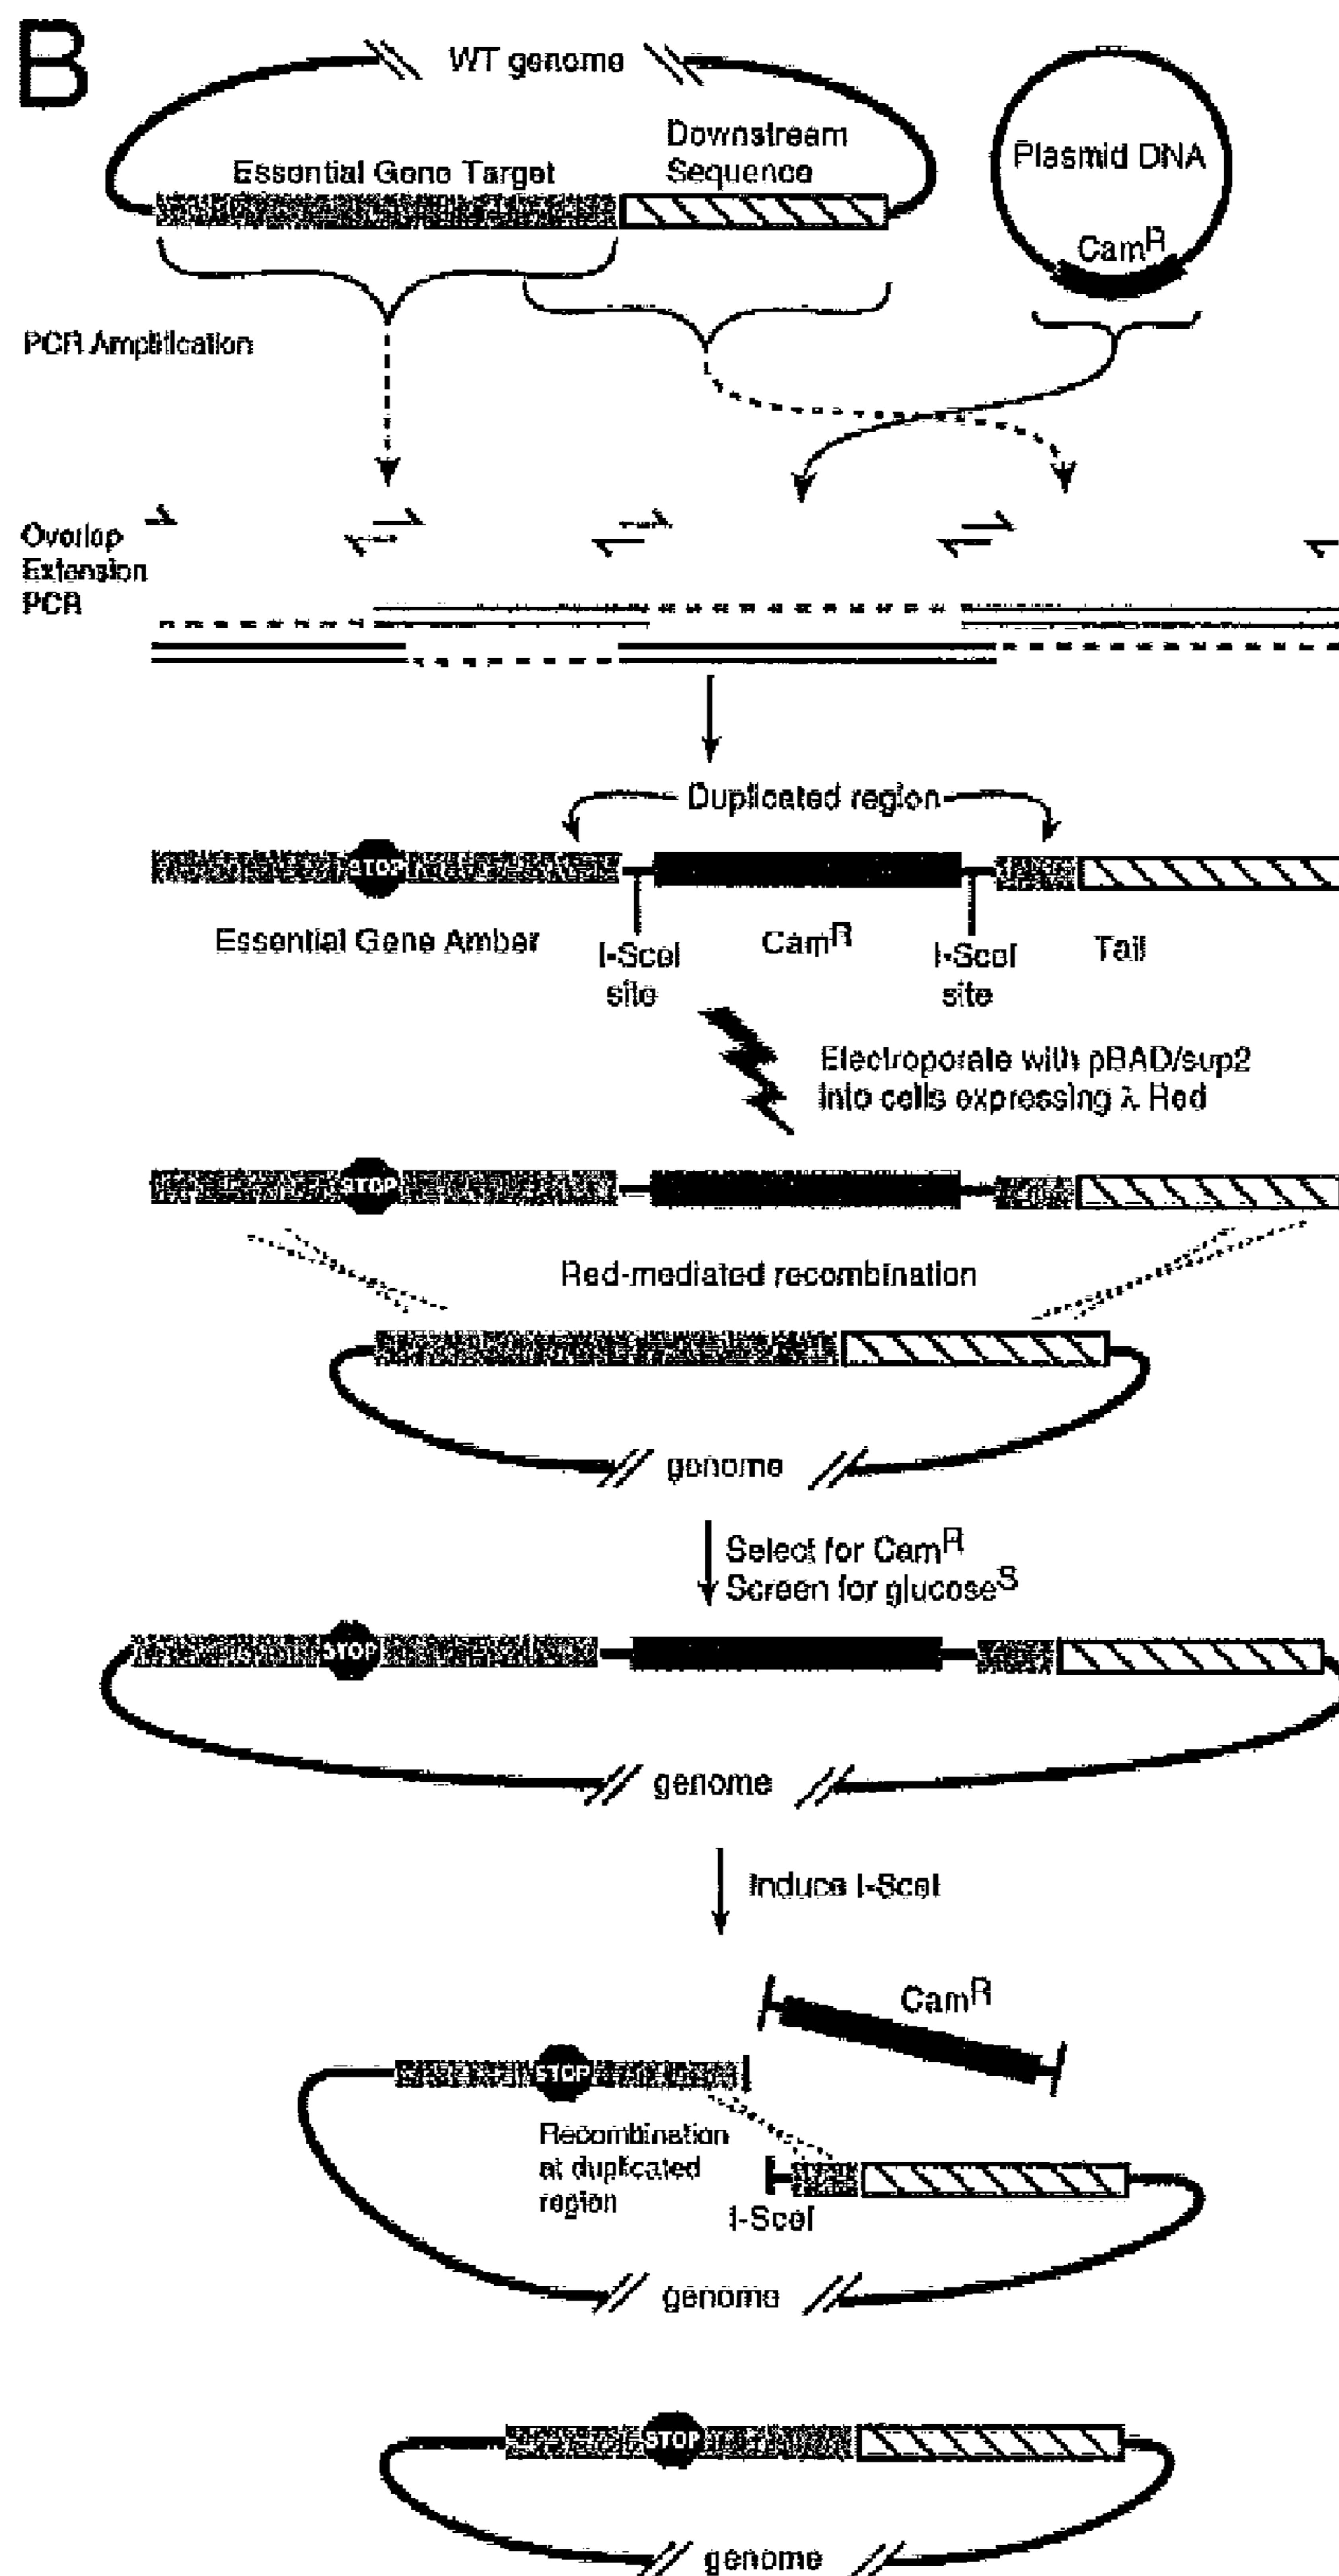 B
WT genome
Downstream
Sequence
Essential Gene Target
Plasmid DNA
CamR
PCR Amplification
Overlap
Extension
PCR
Duplicated region
STOP
Essential Gene Amber
I-SceI
site
CamR
I-SceI
site
Tail
Electroporate with pBAD/sup2
into cells expressing λ Red
STOP
Red-mediated recombination
genome
Select for CamR
Screen for glucoseS
STOP
genome
Induce I-SceI
CamR
STOP
Recombination
at duplicated
region
I-SceI
genome
STOP
genome